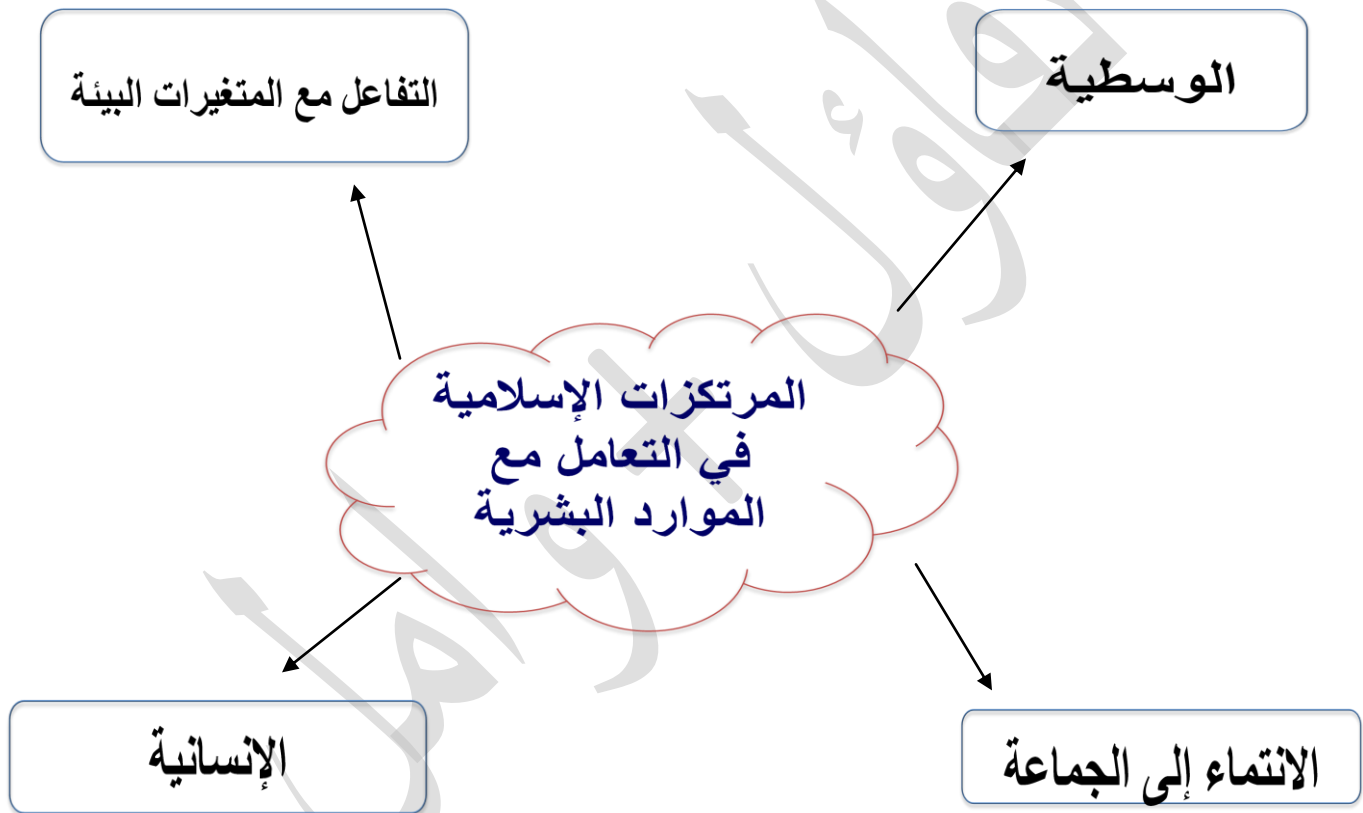 الوسطية
التفاعل مع المتغيرات البيئة
المرتكزات الإسلامية
في التعامل مع
الموارد البشرية
الانتماء إلى الجماعة
الإنسانية